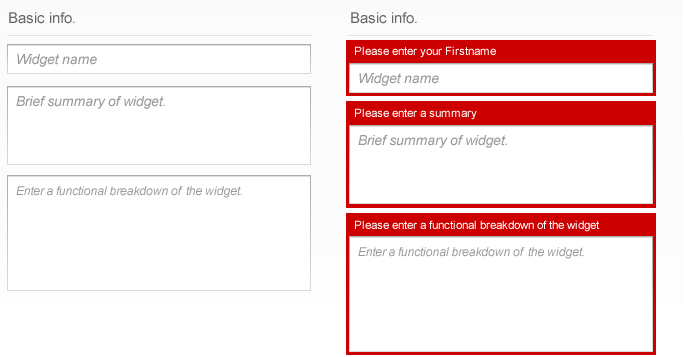 Basic info.
Widget name
Brief summary of widget.
Enter a functional breakdown of the widget.
Basic info.
Please enter your Firstname
Widget name
Please enter a summary
Brief summary of widget.
Please enter a functional breakdown of the widget
Enter a functional breakdown of the widget.